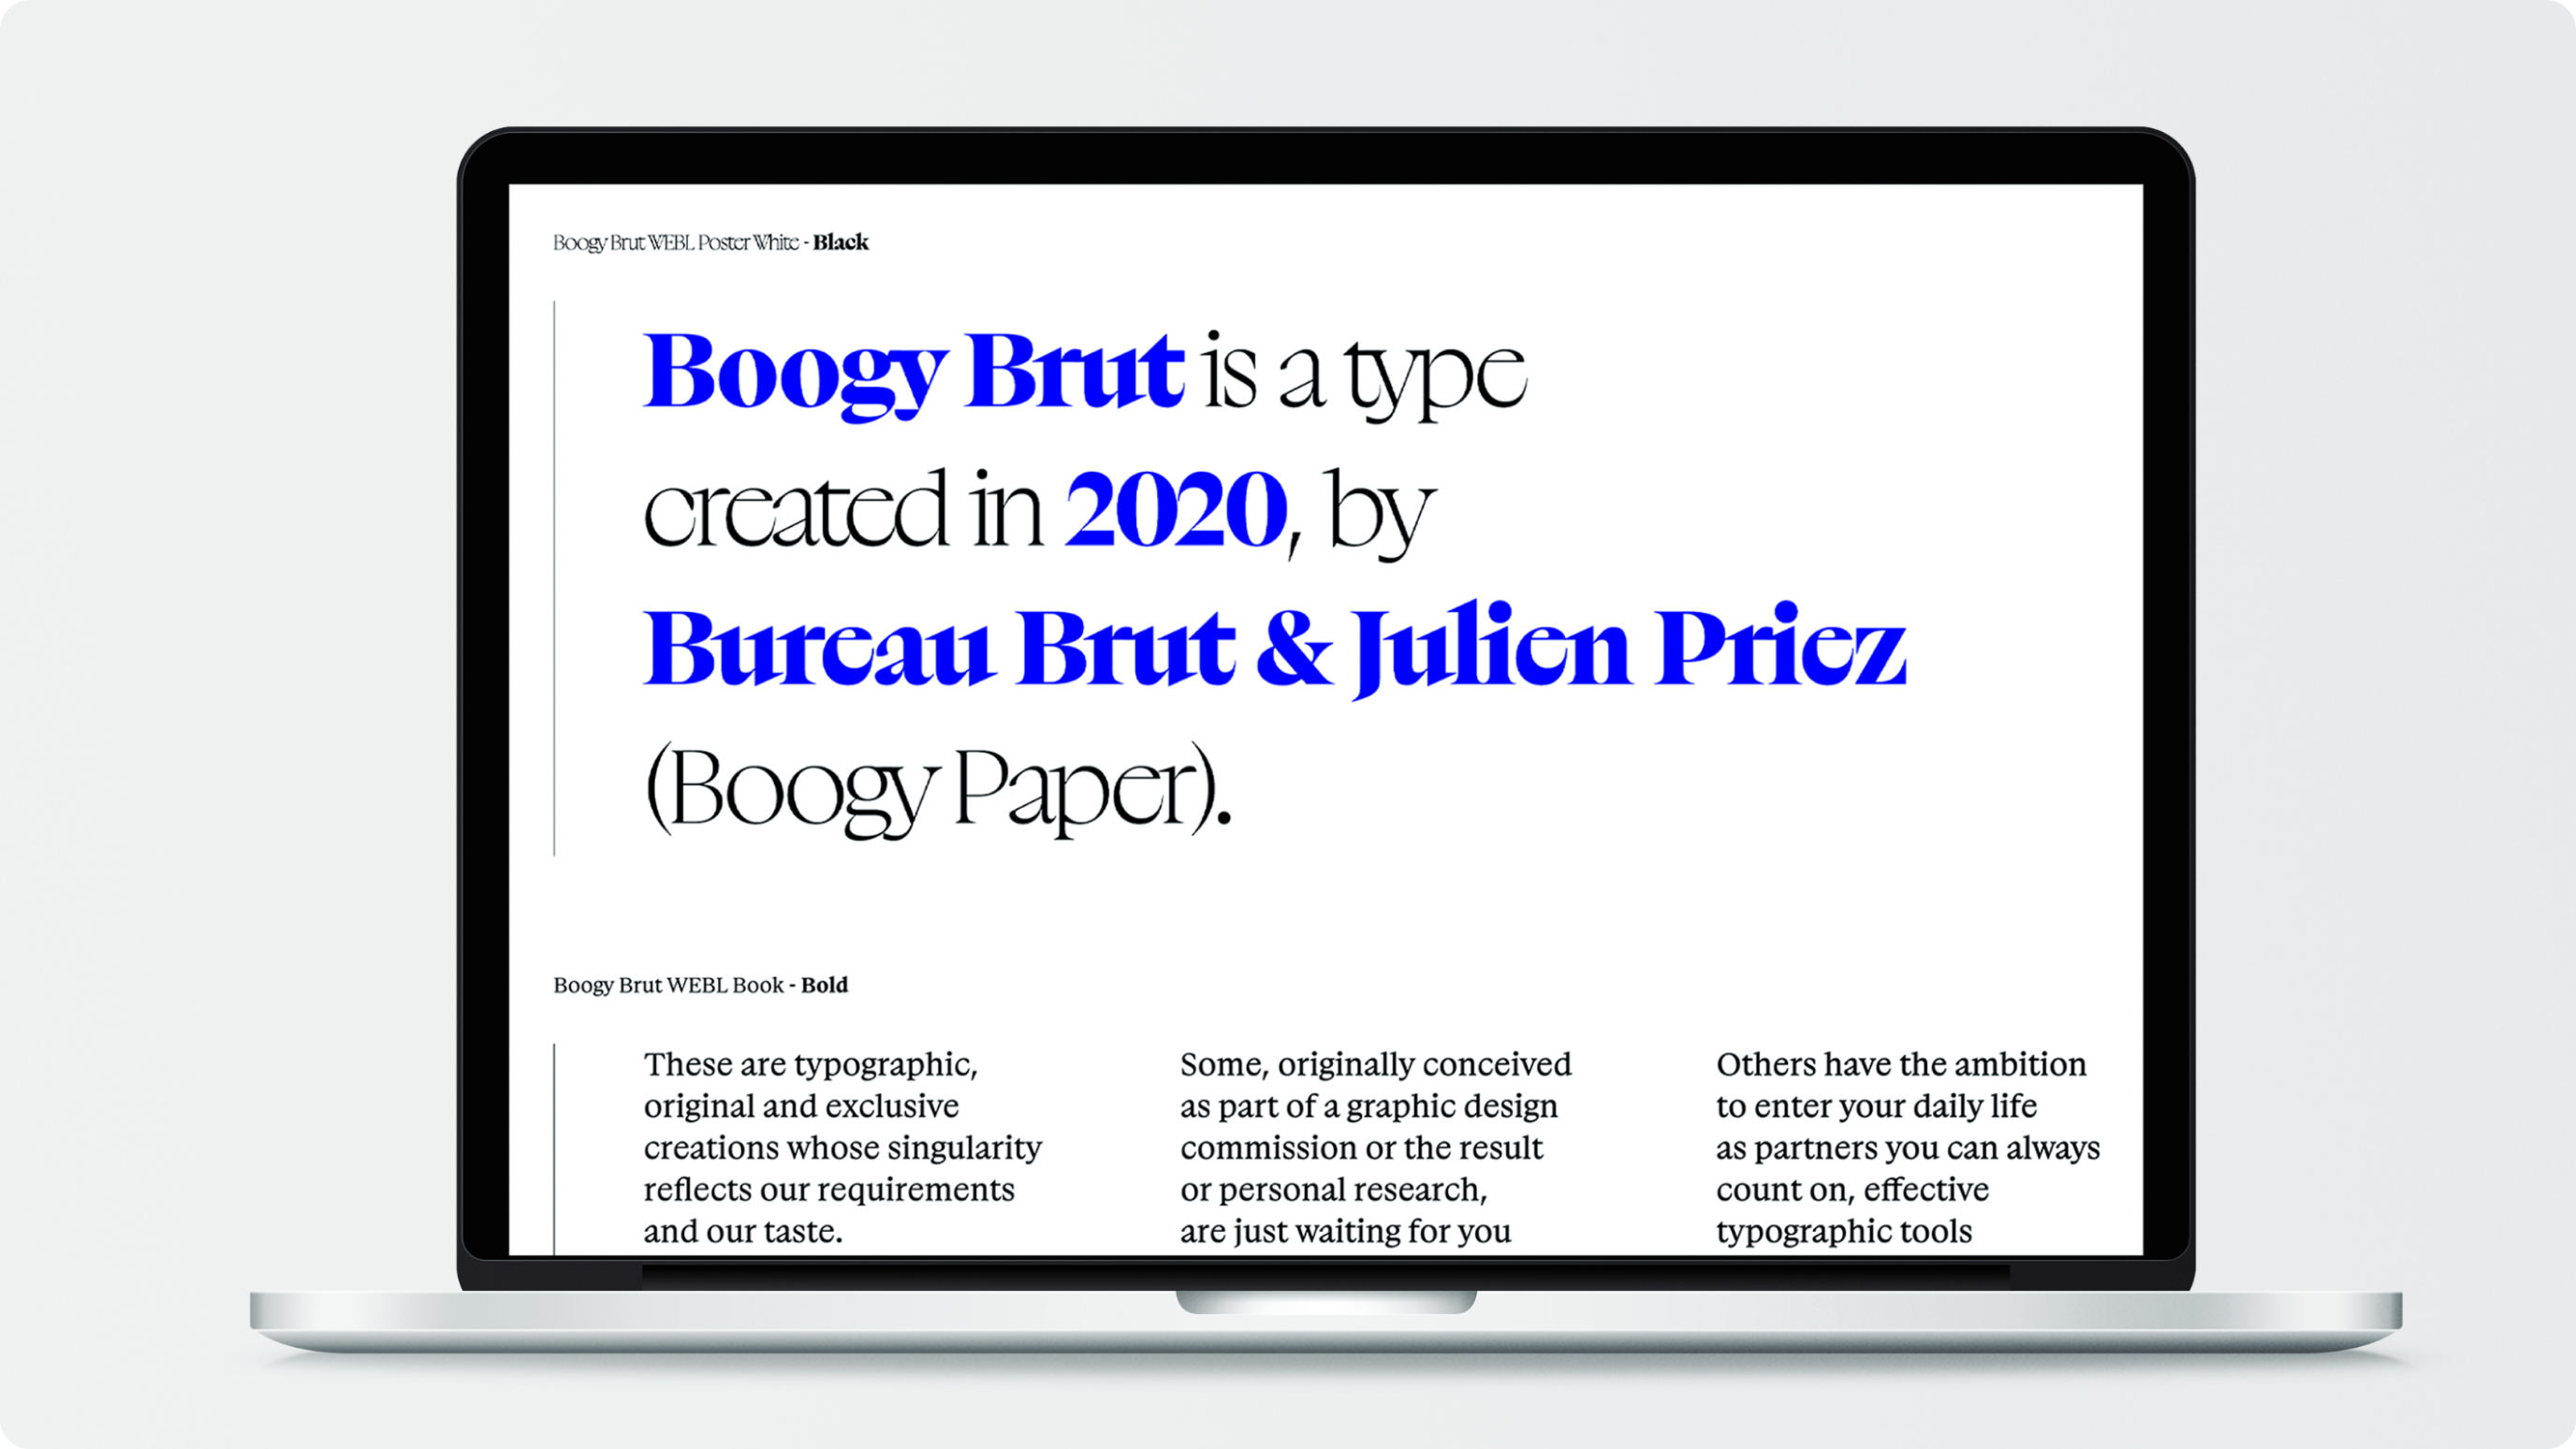 Boogy Brut WEBL Poster White - Black
Boogy Brut is a type
created in 2020, by
Bureau Brut & Julien Priez
(Boogy Paper).
Boogy Brut WEBL Book - Bold
These are typographic,
original and exclusive
creations whose singularity
reflects our requirements
and our taste.
Some, originally conceived
as part of a graphic design
commission or the result
or personal research,
are just waiting for you
Others have the ambition
to enter your daily life
as partners you can always
count on, effective
typographic tools